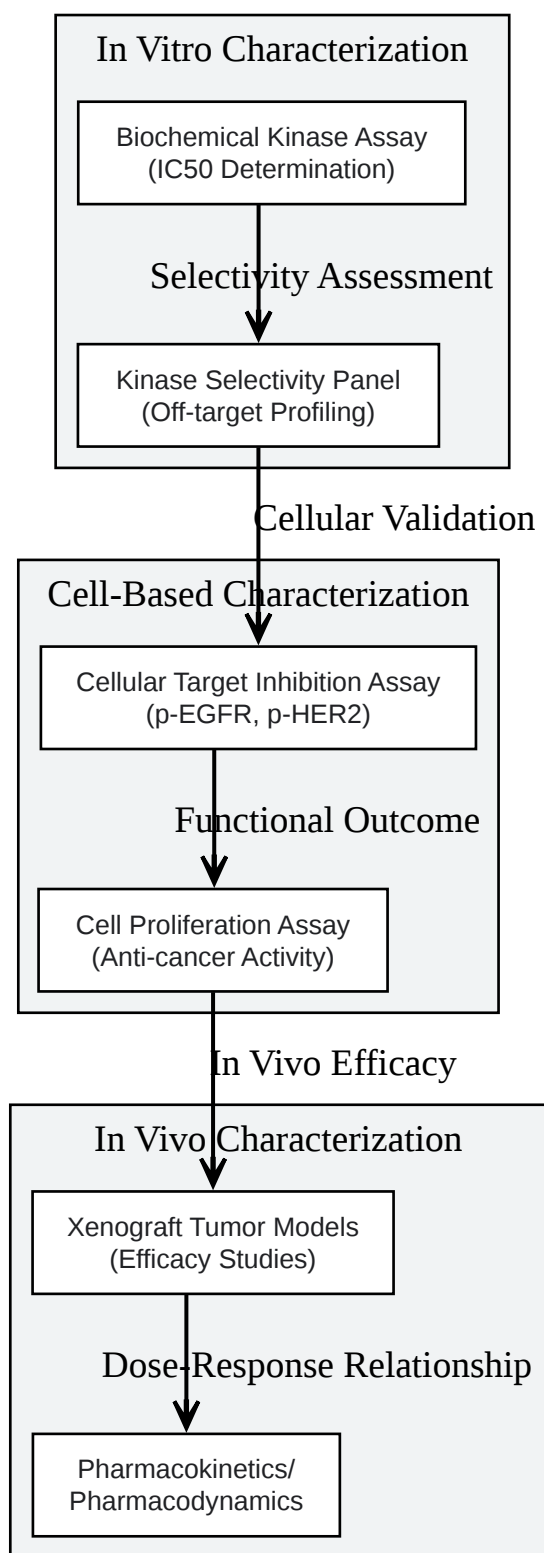 In Vitro Characterization
Biochemical Kinase Assay
(IC50 Determination)
Selectivity Assessment
Kinase Selectivity Panel
(Off-target Profiling)
Cellular Validation
Cell-Based Characterization
Cellular Target Inhibition Assay
(p-EGFR, p-HER2)
Functional Outcome
Cell Proliferation Assay
(Anti-cancer Activity)
In Vivo Efficacy
In Vivo Characterization
Xenograft Tumor Models
(Efficacy Studies)
Dose-Response Relationship
Pharmacokinetics/
Pharmacodynamics